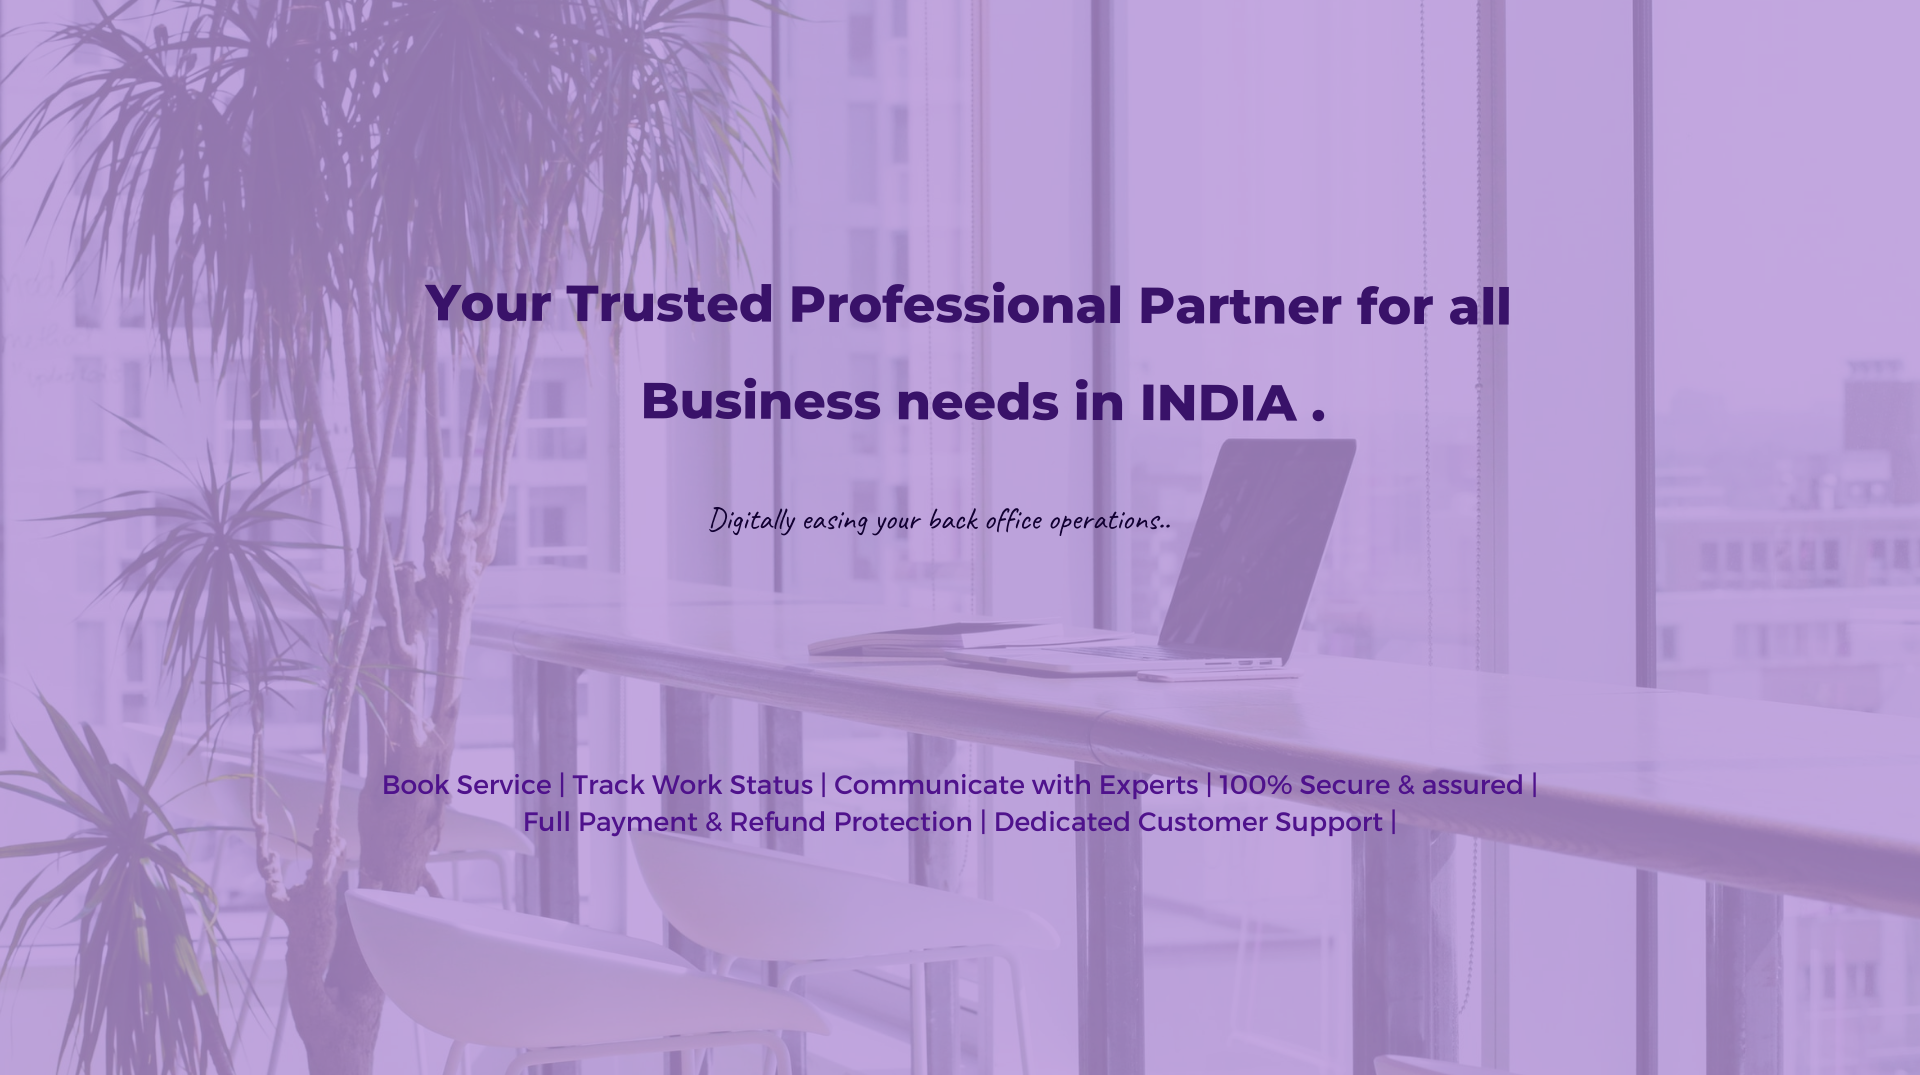 Your Trusted Professional Partner for all
Business needs in INDIA .
Digitally easing your back office operations..
Book Service | Track Work Status | Communicate with Experts | 100% Secure & assured |
Full Payment & Refund Protection | Dedicated Customer Support |